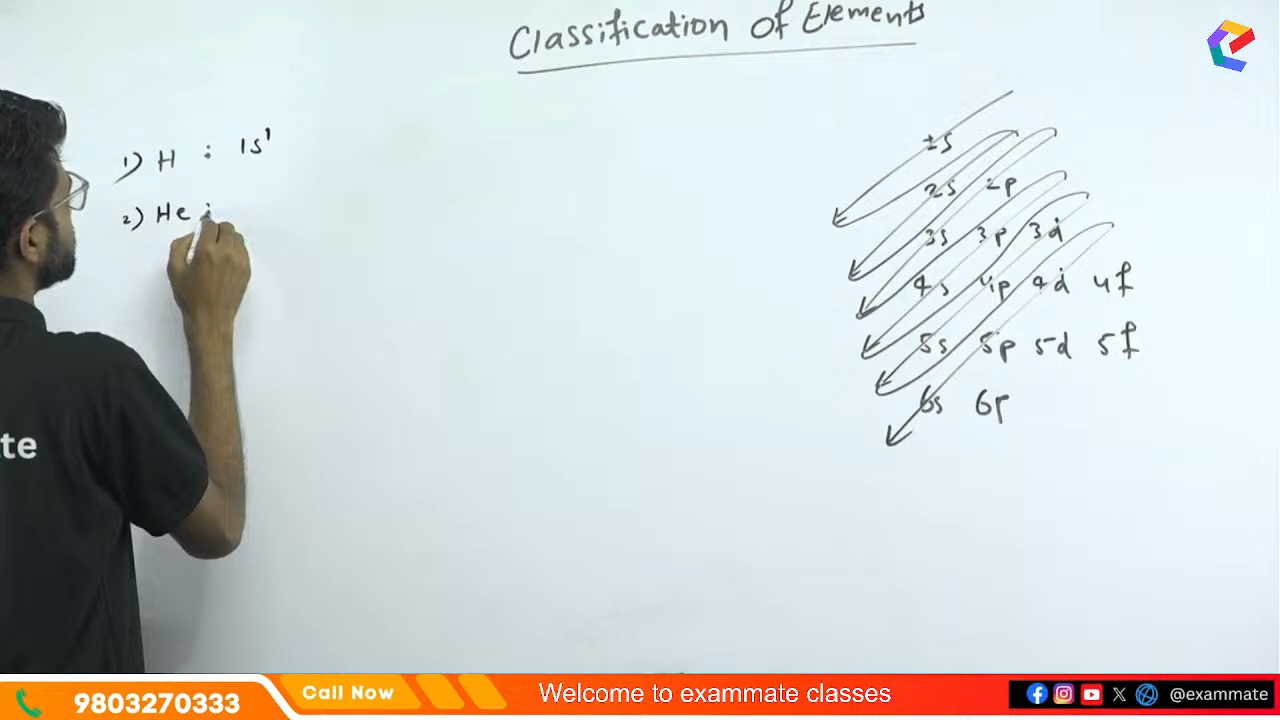 Classification of Elements
1) H : 1s¹
2) He :
1s
2s 2p
3s 3p 3d
4s 4p 4d 4f
5s 5p 5d 5f
6s 6p
te
9803270333
Call Now
Welcome to exammate classes
@exammate